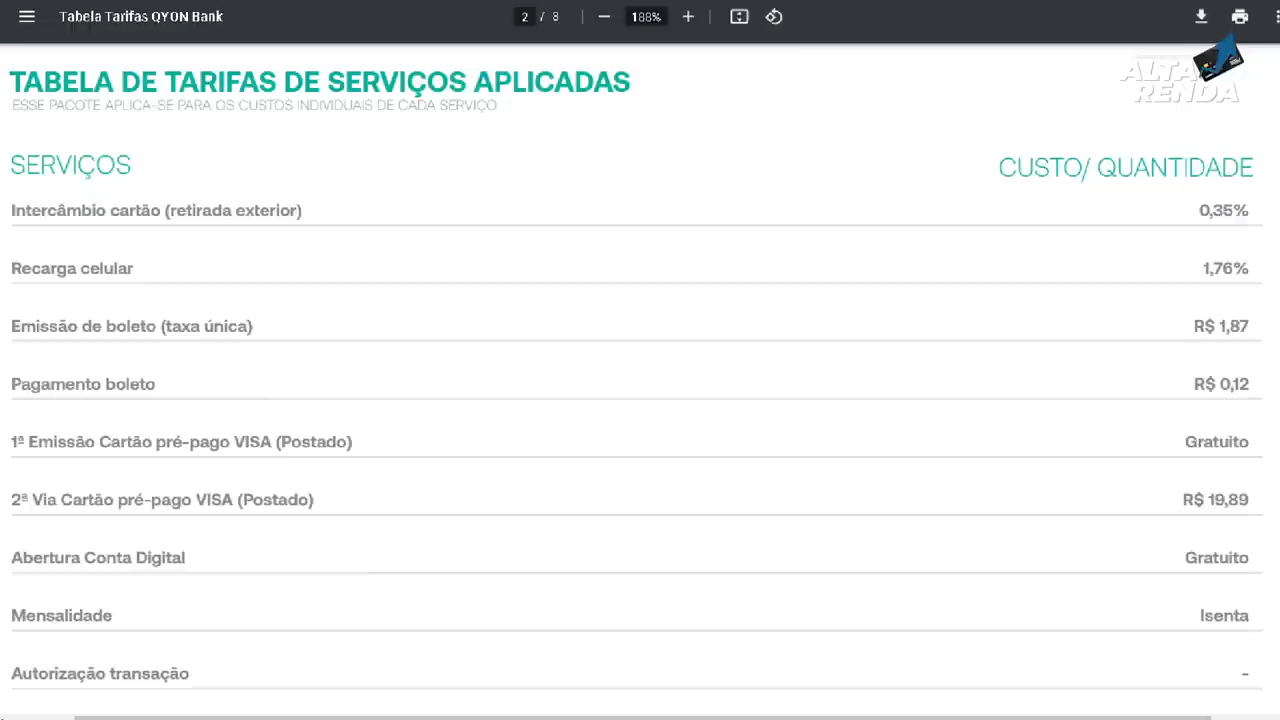 Tabela Tarifas QYON Bank
2 / 8
188%
ALTA
RENDA
TABELA DE TARIFAS DE SERVIÇOS APLICADAS
ESSE PACOTE APLICA-SE PARA OS CUSTOS INDIVIDUAIS DE CADA SERVIÇO
SERVIÇOS CUSTO/ QUANTIDADE
Intercâmbio cartão (retirada exterior) 0,35%
Recarga celular 1,76%
Emissão de boleto (taxa única) R$ 1,87
Pagamento boleto R$ 0,12
1ª Emissão Cartão pré-pago VISA (Postado) Gratuito
2ª Via Cartão pré-pago VISA (Postado) R$ 19,89
Abertura Conta Digital Gratuito
Mensalidade Isenta
Autorização transação -